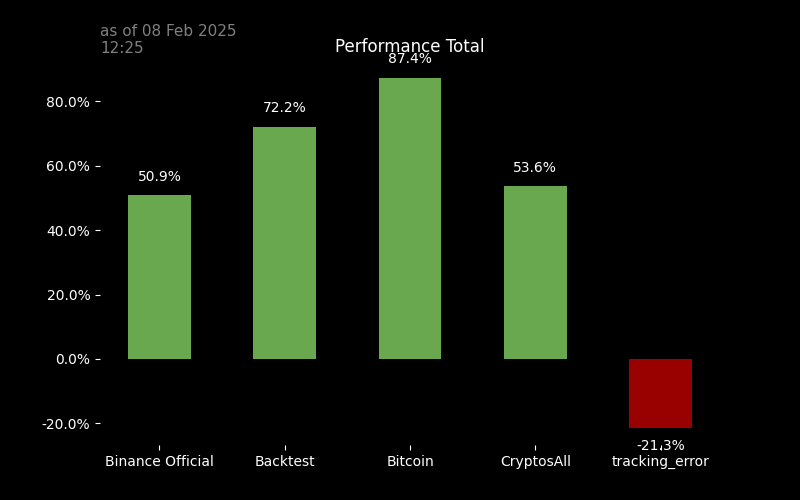 as of 08 Feb 2025
12:25
Performance Total
87.4%
80.0%
72.2%
60.0%
53.6%
50.9%
40.0%
20.0%
0.0%
-20.0%
-21.3%
Binance Official
Backtest
Bitcoin
CryptosAll
tracking_error